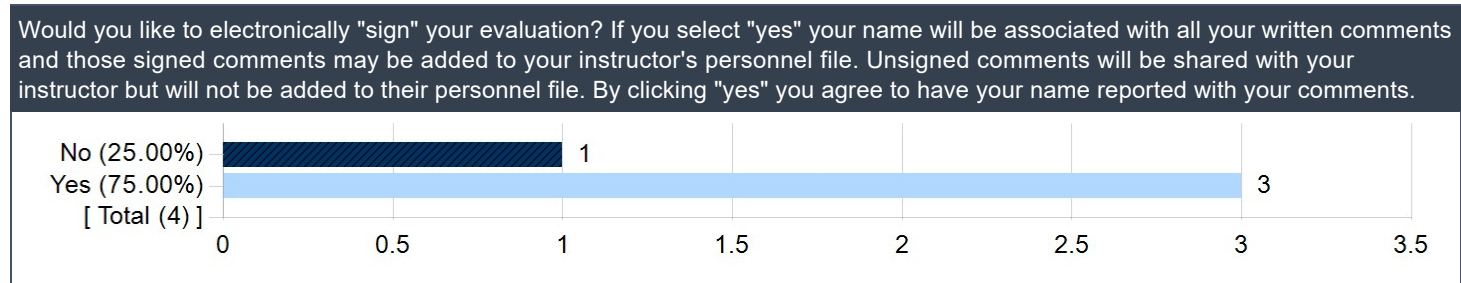 Would you like to electronically "sign" your evaluation? If you select "yes" your name will be associated with all your written comments
and those signed comments may be added to your instructor's personnel file. Unsigned comments will be shared with your
instructor but will not be added to their personnel file. By clicking "yes" you agree to have your name reported with your comments.
No (25.00%) 1
Yes (75.00%) 3
[ Total (4) ]
0 0.5 1 1.5 2 2.5 3 3.5